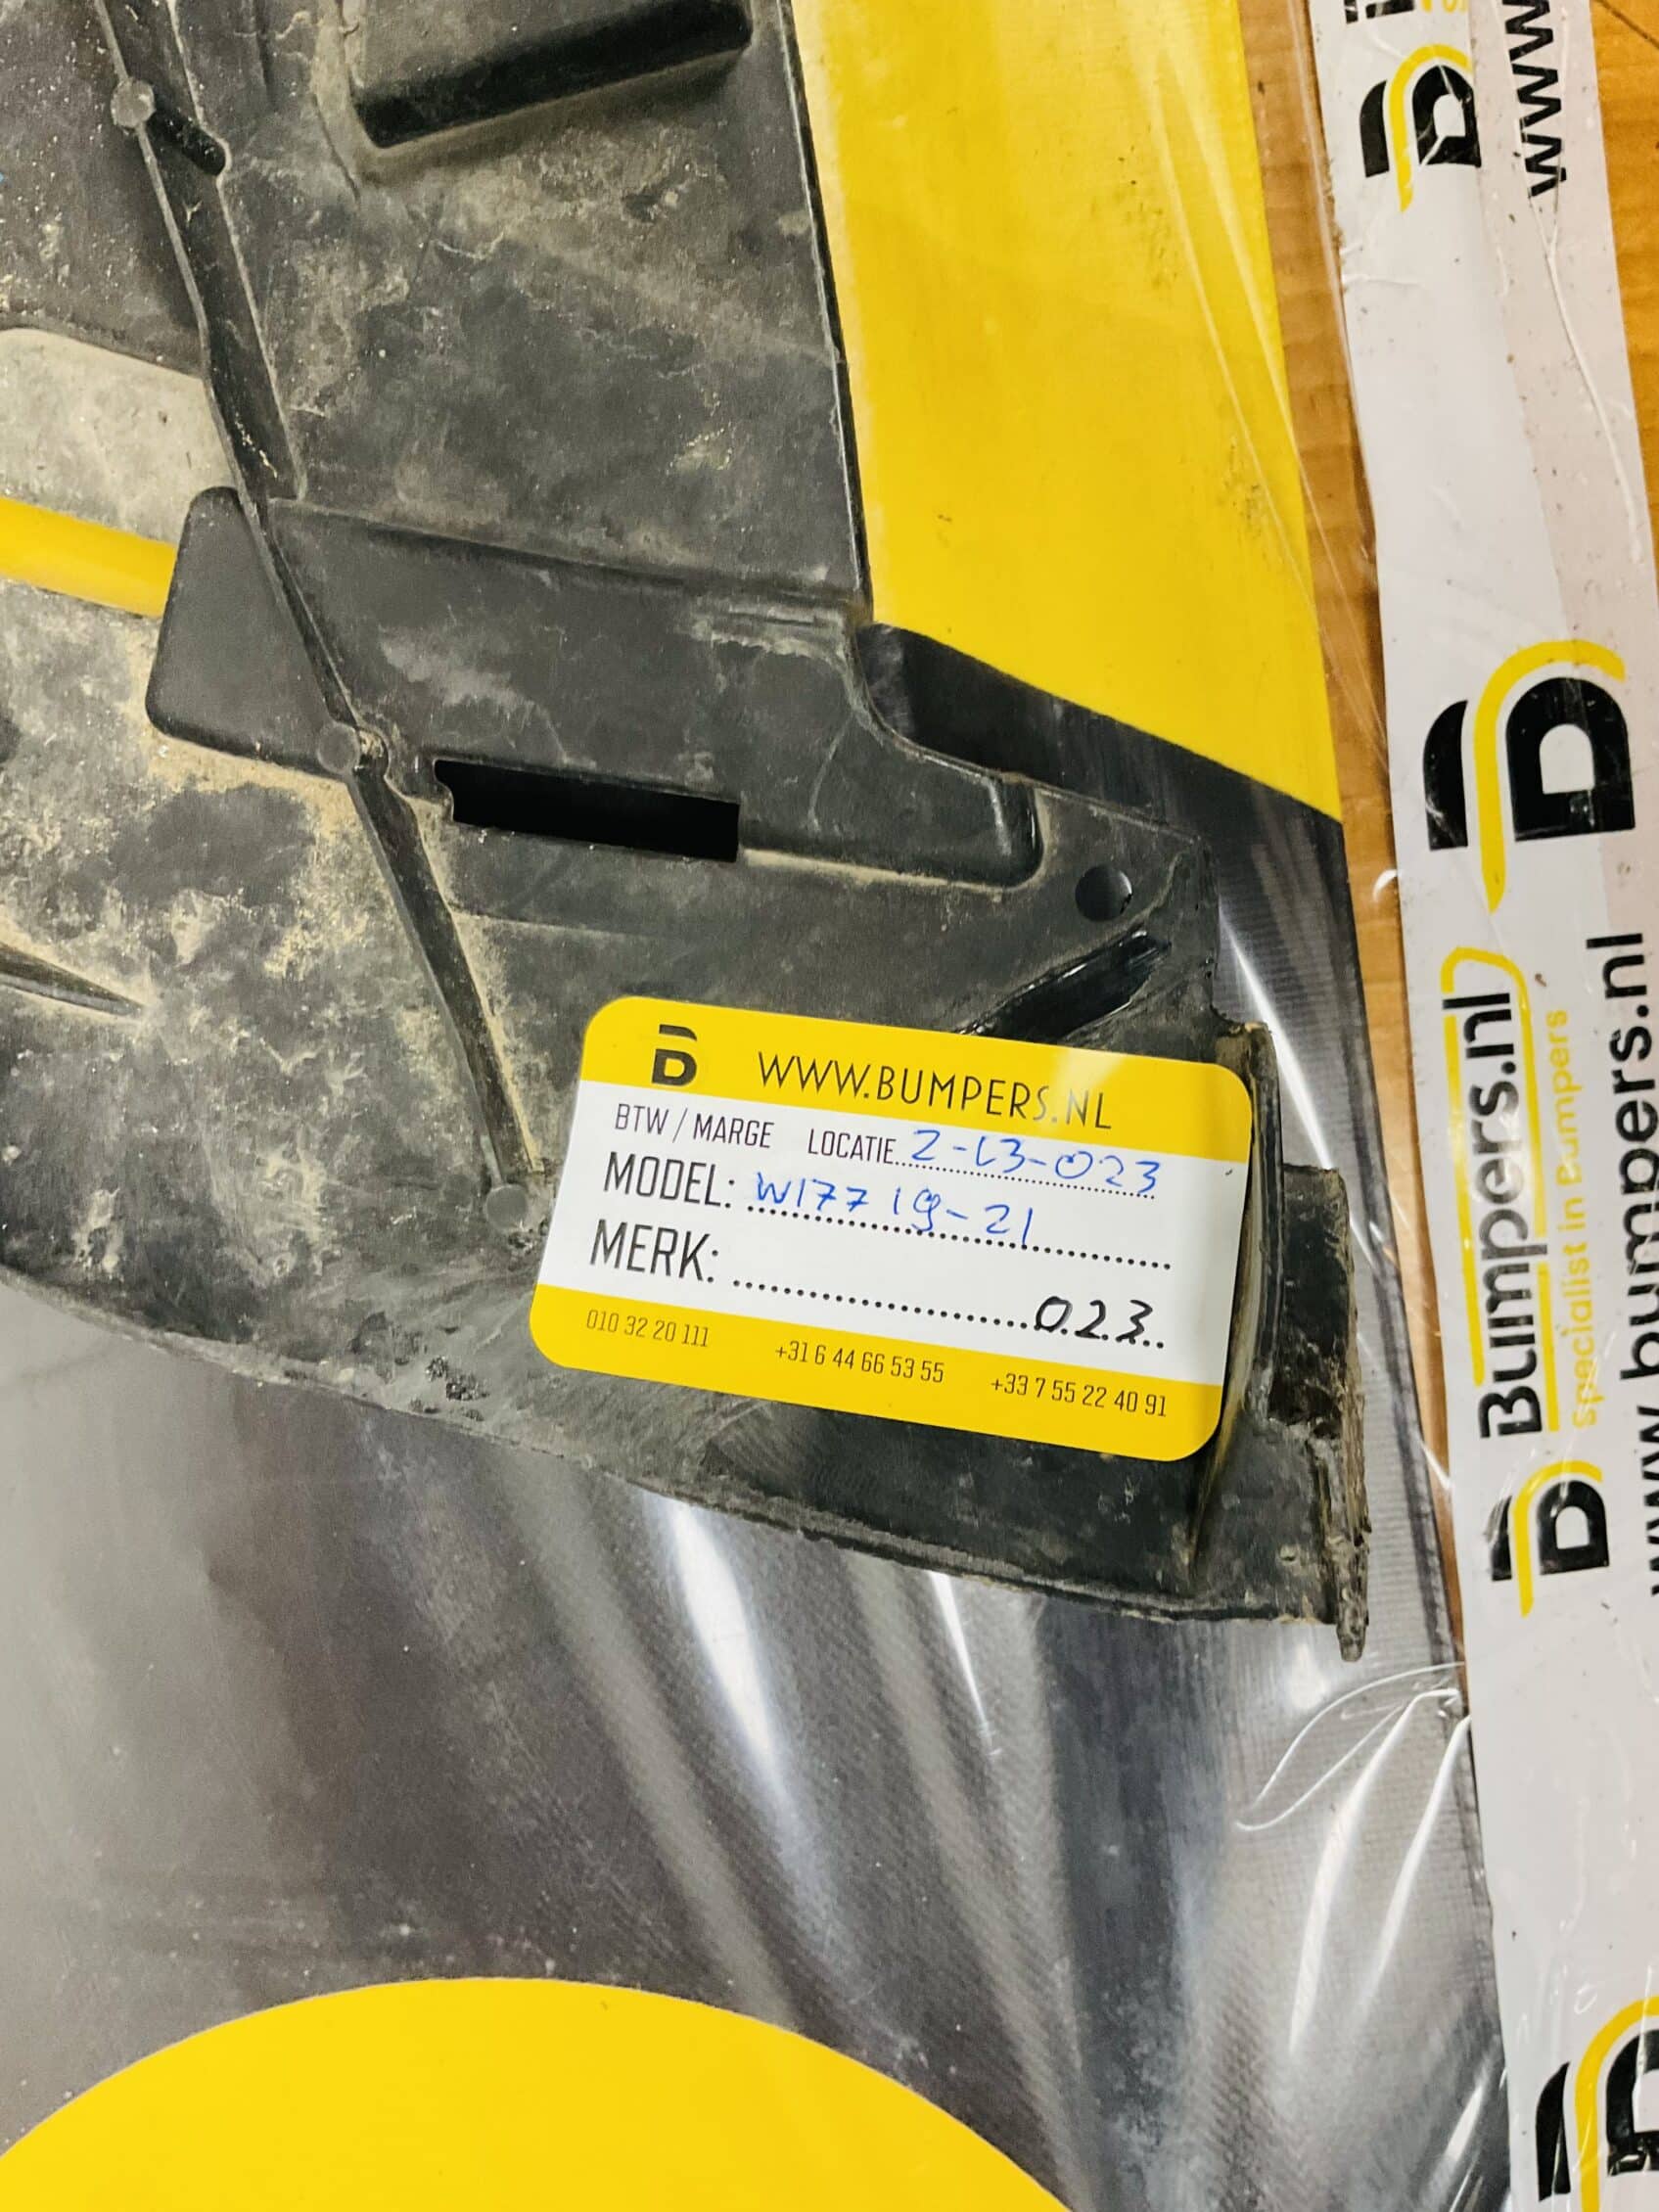 WWW.BUMPERS.NL
BTW / MARGE LOCATIE 2-L3-023
MODEL: W177 19-21
MERK: 023
010 32 20 111 +31 6 44 66 53 55 +33 7 55 22 40 91
Bumpers.nl
Specialist in Bumpers
www.bumpers.nl
www